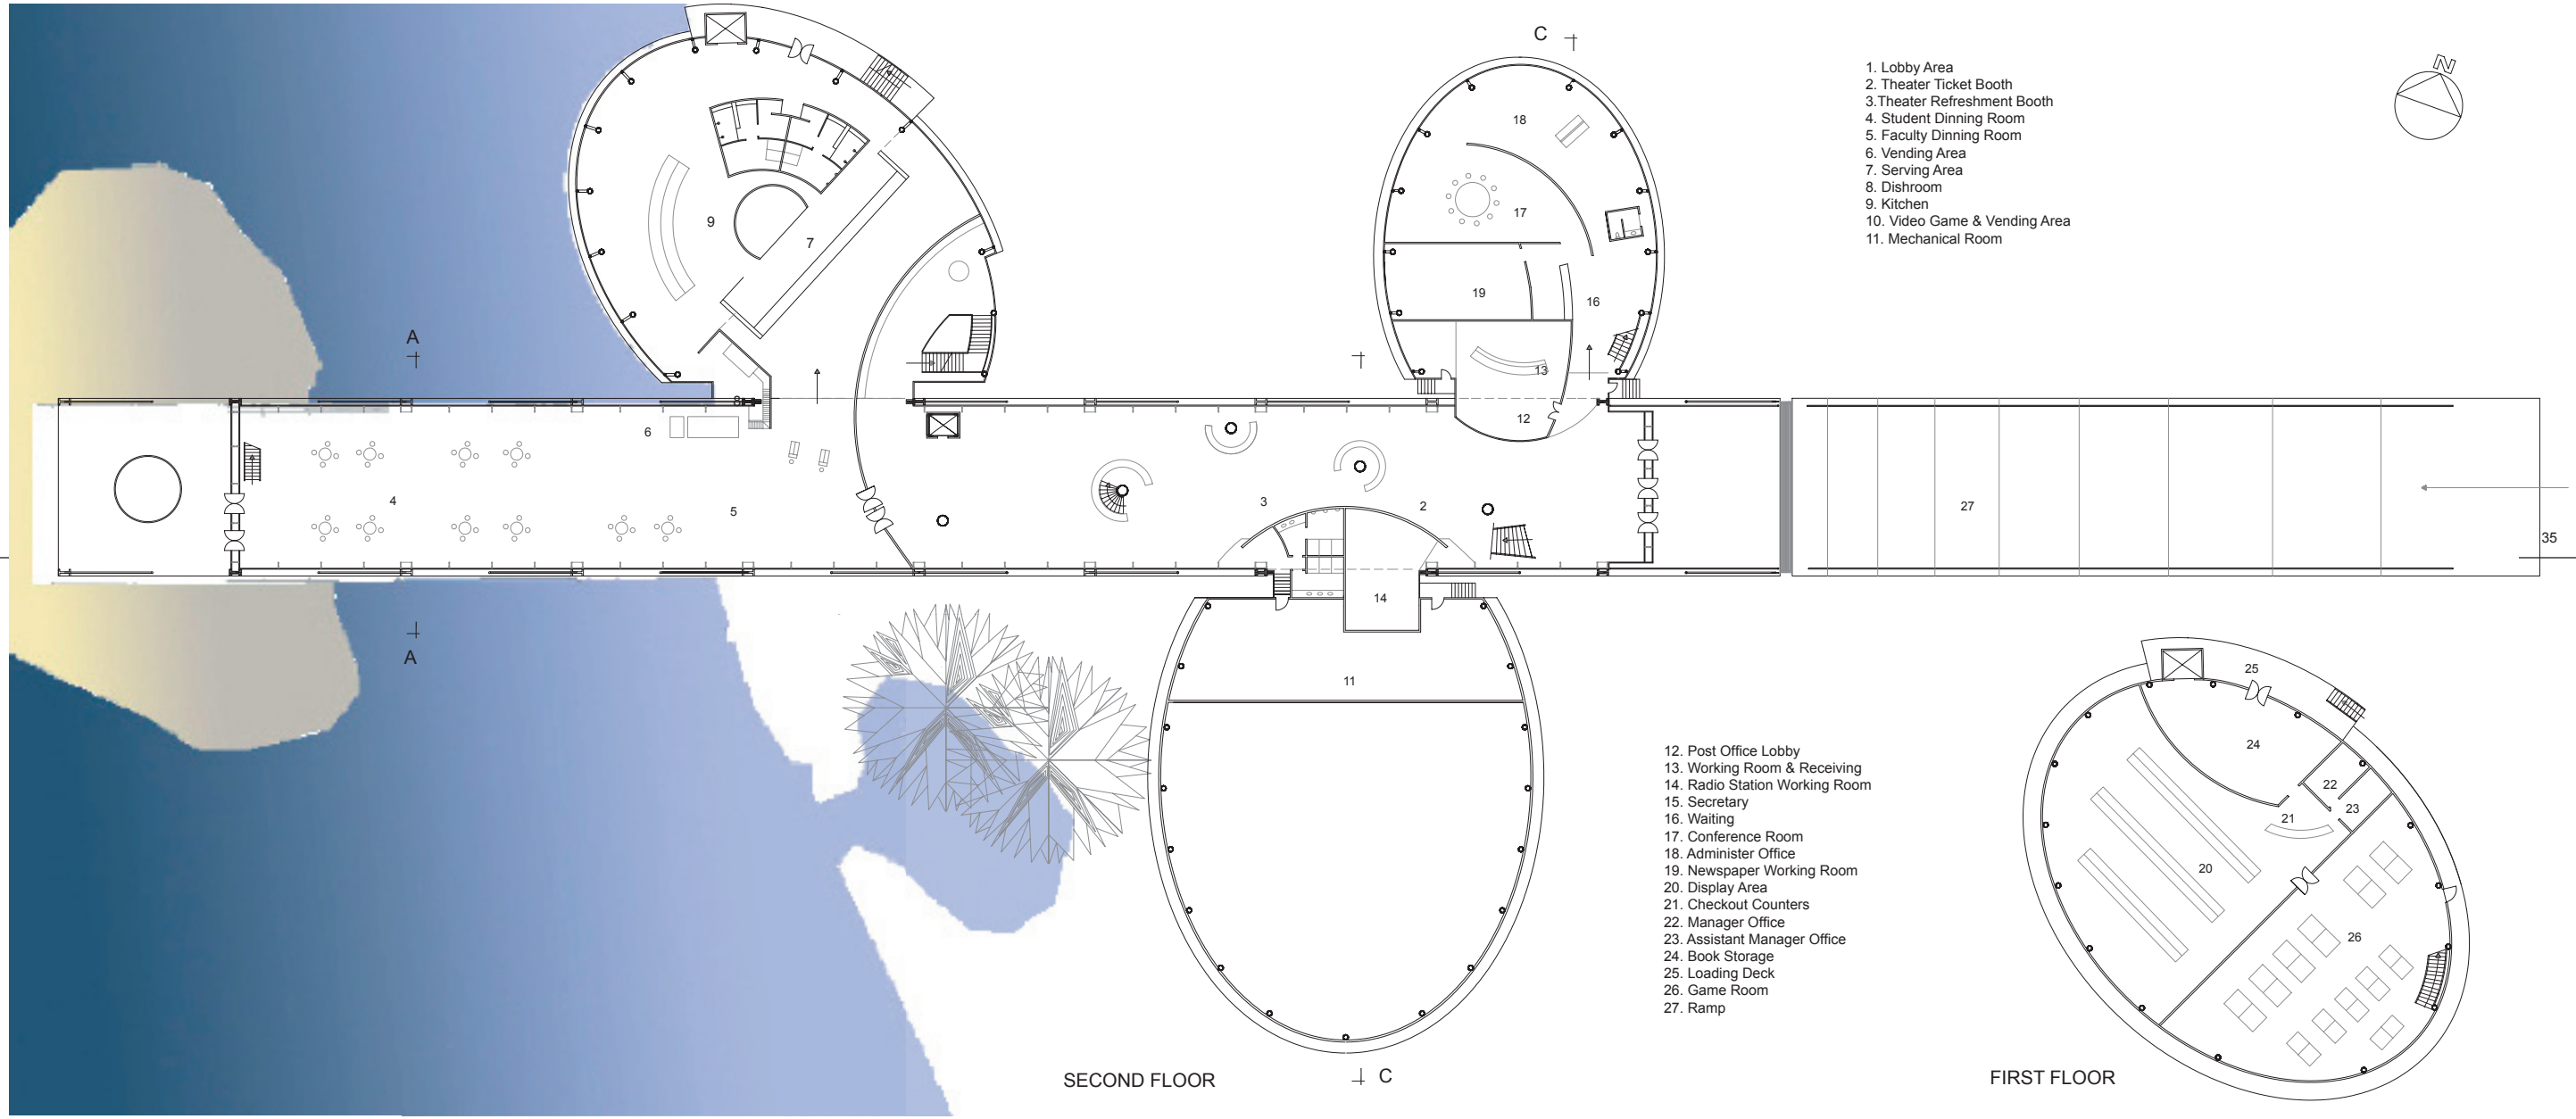 C
N
1. Lobby Area
2. Theater Ticket Booth
3.Theater Refreshment Booth
4. Student Dinning Room
5. Faculty Dinning Room
6. Vending Area
7. Serving Area
8. Dishroom
9. Kitchen
10. Video Game & Vending Area
11. Mechanical Room
18
9
7
17
19
16
A
13
8
12
6
4
5
3
2
27
35
14
A
11
25
24
22
23
21
20
26
12. Post Office Lobby
13. Working Room & Receiving
14. Radio Station Working Room
15. Secretary
16. Waiting
17. Conference Room
18. Administer Office
19. Newspaper Working Room
20. Display Area
21. Checkout Counters
22. Manager Office
23. Assistant Manager Office
24. Book Storage
25. Loading Deck
26. Game Room
27. Ramp
SECOND FLOOR
C
FIRST FLOOR